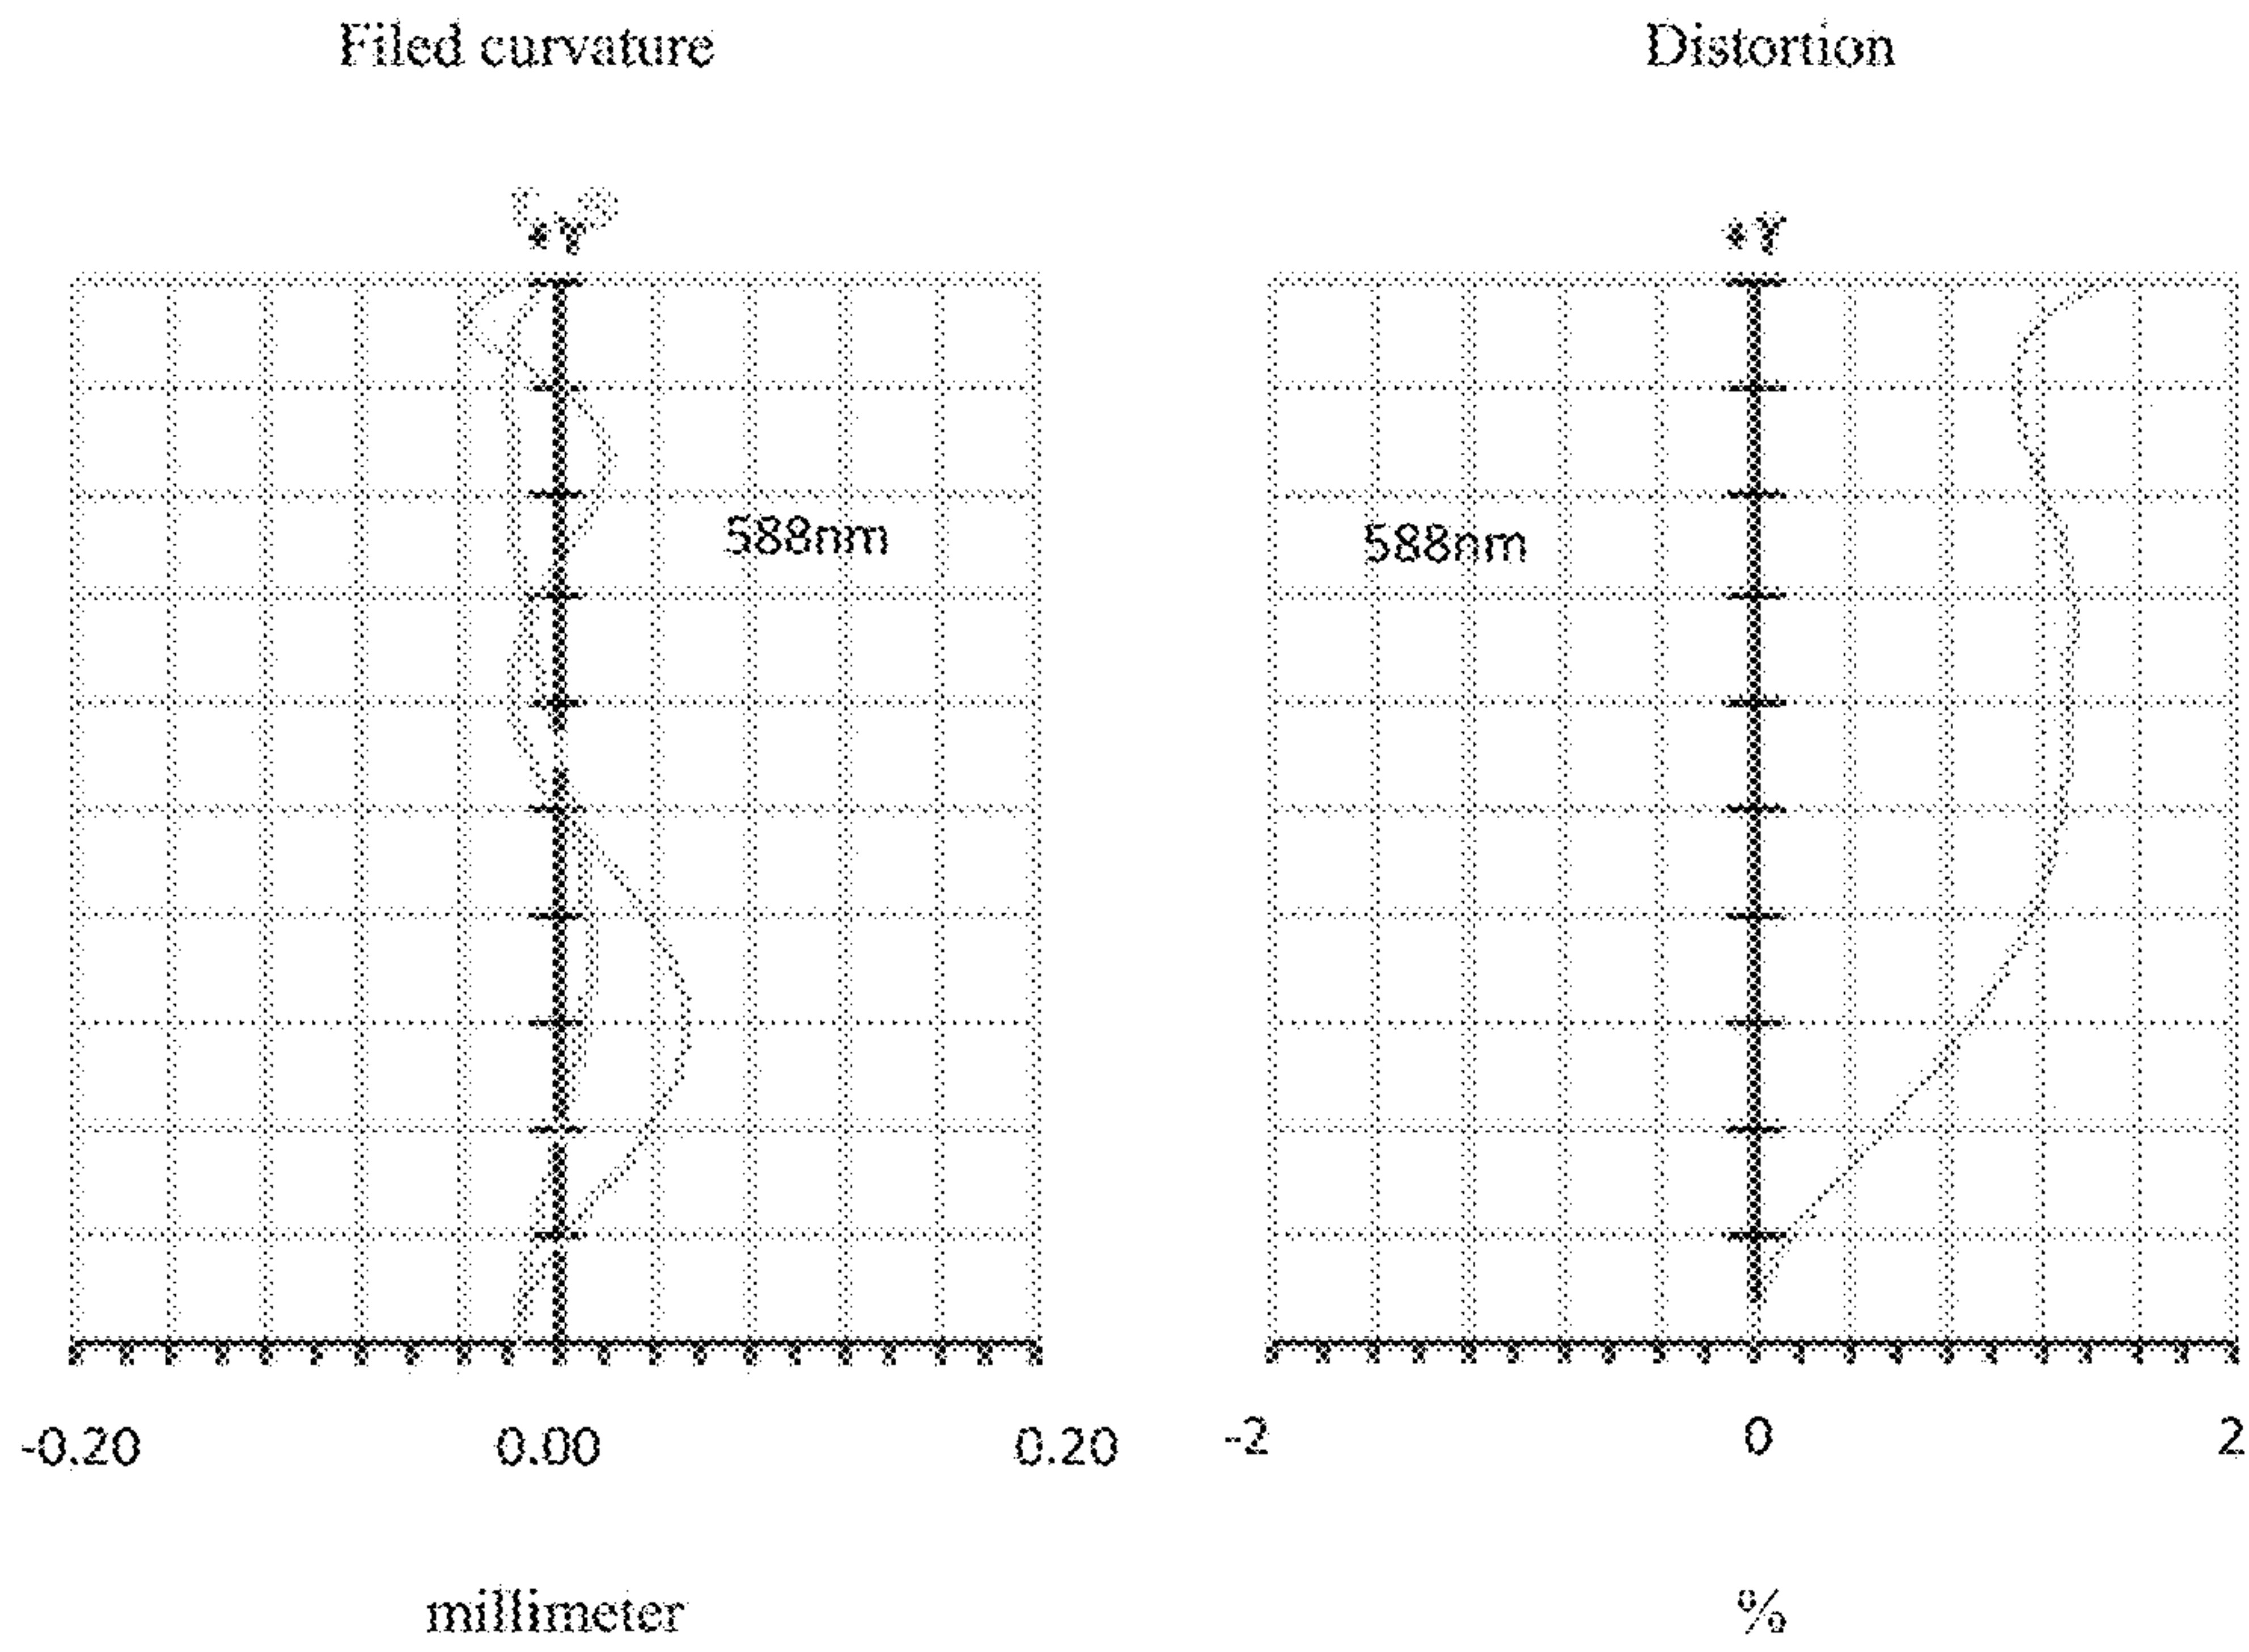 Filed curvature
Distortion
+Y
+Y
588nm
588nm
-0.20 0.00 0.20
-2 0 2
millimeter
%